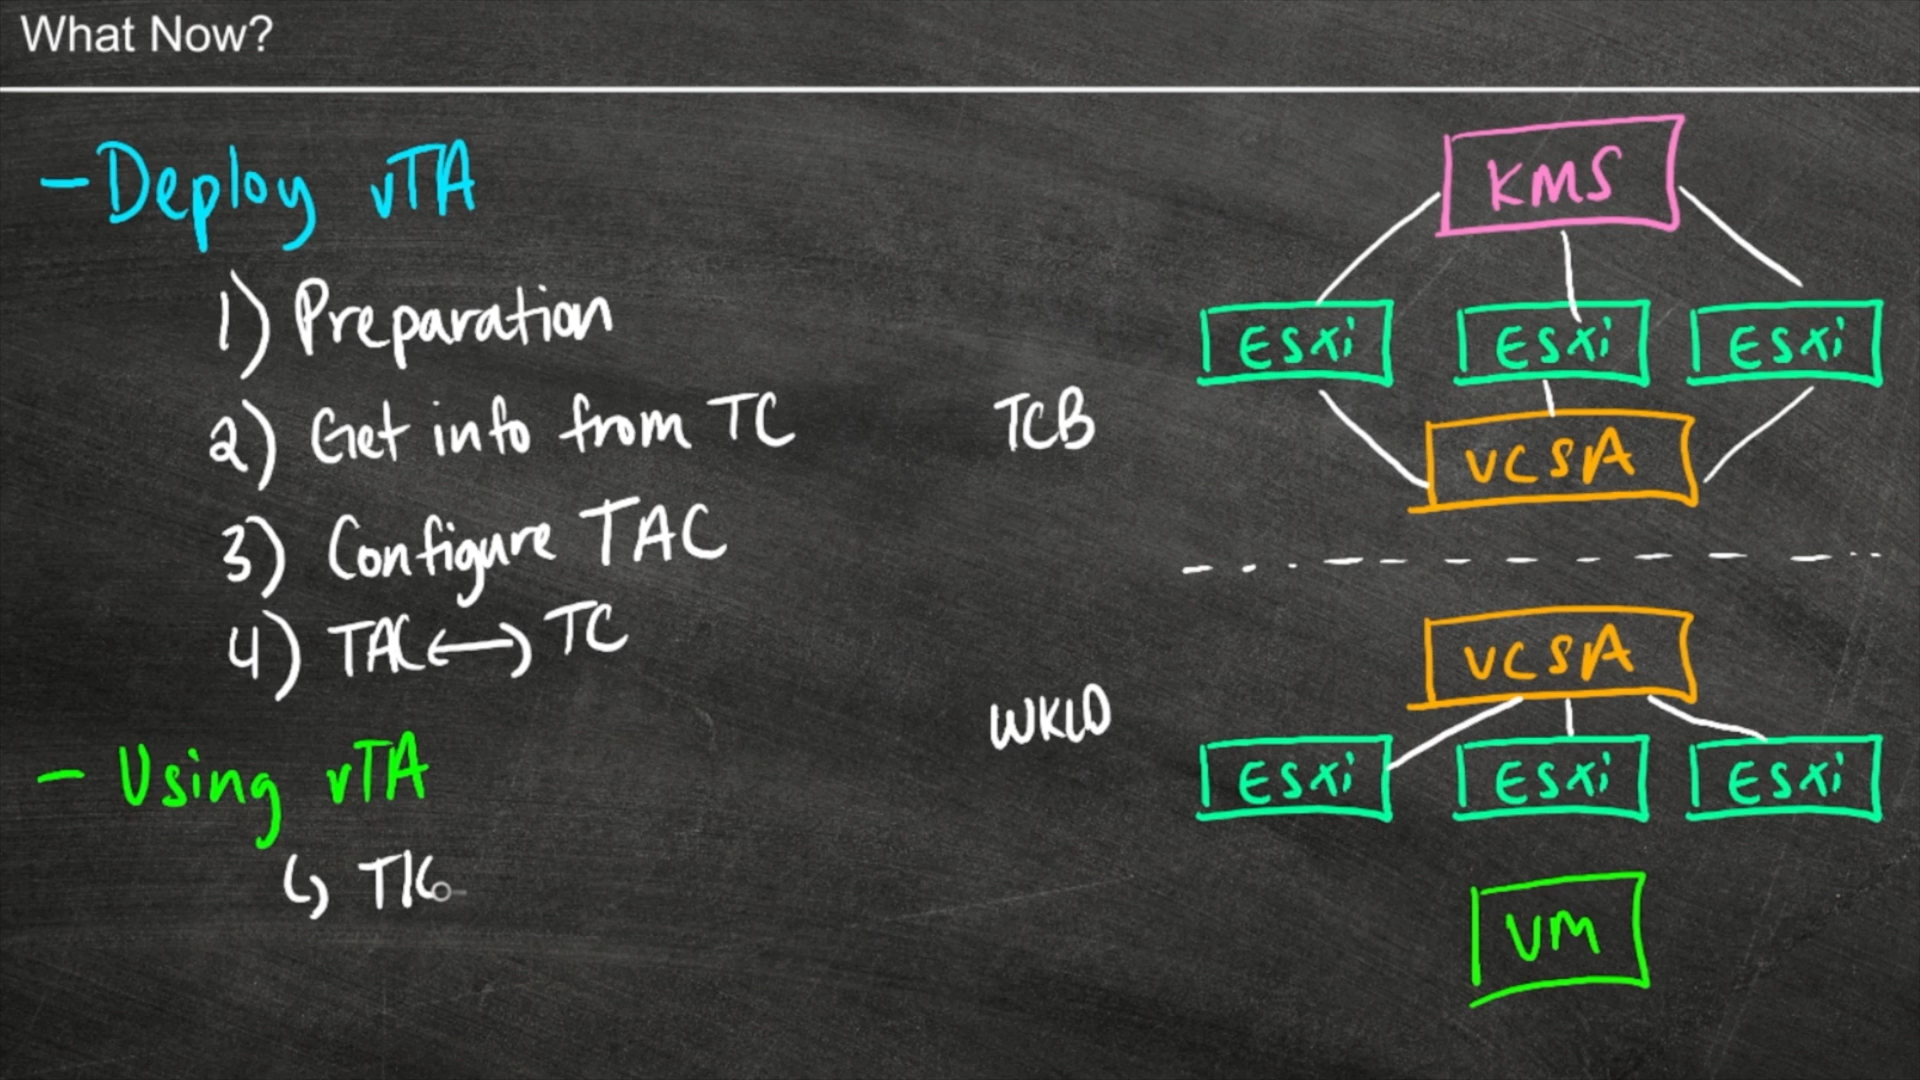 What Now?
- Deploy vTA
1) Preparation
2) Get info from TC
3) Configure TAC
4) TAC ↔ TC
- Using vTA
↳
TCB
WKLD
KMS
ESXi ESXi ESXi
VCSA
VCSA
ESXi ESXi ESXi
VM